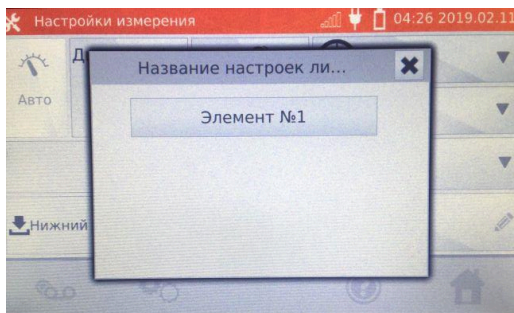 Настройки измерения 04:26 2019.02.11
Название настроек ли...
Авто
Элемент №1
Нижний